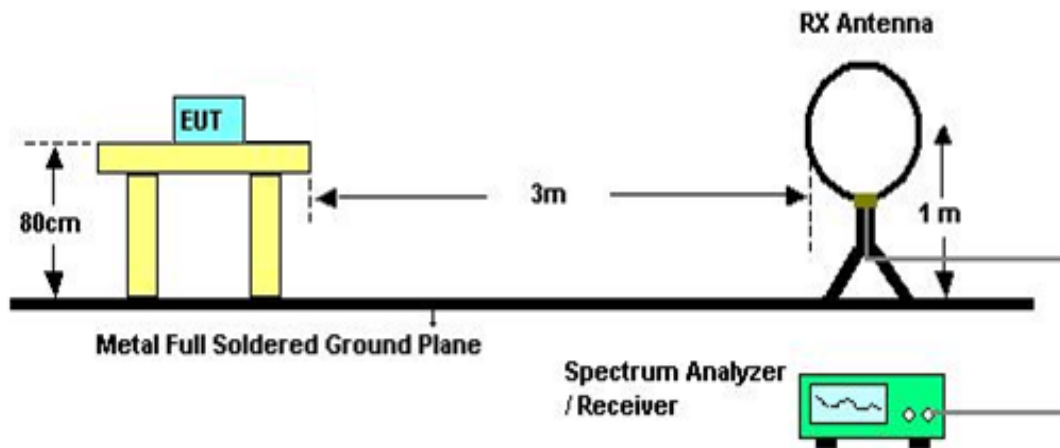 RX Antenna
EUT
80cm
3m
1 m
Metal Full Soldered Ground Plane
Spectrum Analyzer
/ Receiver